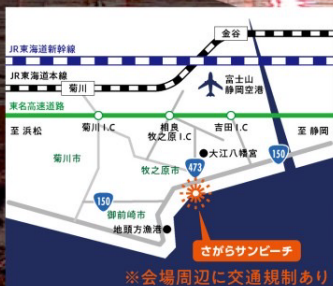 金谷
JR東海道新幹線
JR東海道本線
菊川
富士山
静岡空港
東名高速道路
至 浜松
菊川 I.C
相良
牧之原 I.C
吉田 I.C
至 静岡
大江八幡宮
150
菊川市
牧之原市
473
150
御前崎市
地頭方漁港
さがらサンビーチ
※会場周辺に交通規制あり